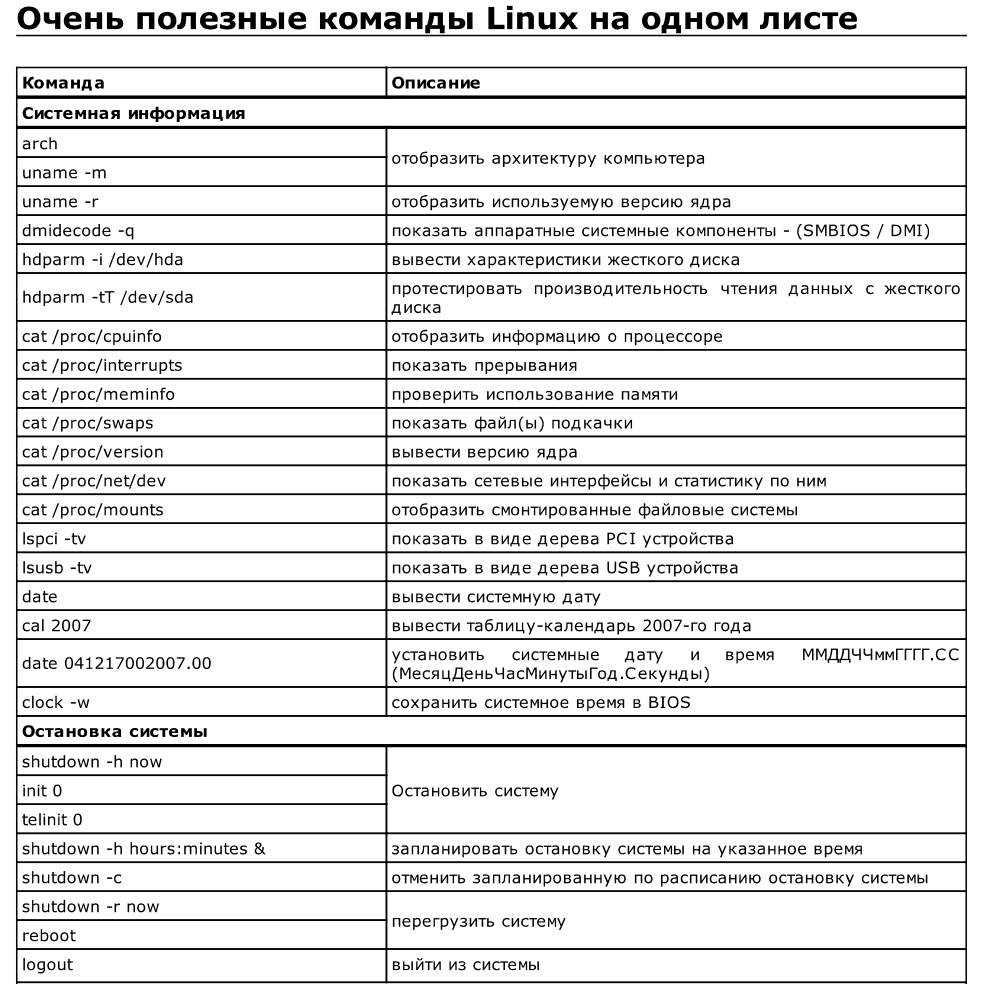 Очень полезные команды Linux на одном листе
Команда Описание
Системная информация
arch
отобразить архитектуру компьютера
uname -m
uname -r отобразить используемую версию ядра
dmidecode -q показать аппаратные системные компоненты - (SMBIOS / DMI)
hdparm -i /dev/hda вывести характеристики жесткого диска
hdparm -tT /dev/sda протестировать производительность чтения данных с жесткого
диска
cat /proc/cpuinfo отобразить информацию о процессоре
cat /proc/interrupts показать прерывания
cat /proc/meminfo проверить использование памяти
cat /proc/swaps показать файл(ы) подкачки
cat /proc/version вывести версию ядра
cat /proc/net/dev показать сетевые интерфейсы и статистику по ним
cat /proc/mounts отобразить смонтированные файловые системы
lspci -tv показать в виде дерева PCI устройства
lsusb -tv показать в виде дерева USB устройства
date вывести системную дату
cal 2007 вывести таблицу-календарь 2007-го года
date 041217002007.00 установить системные дату и время ММДДЧЧммГГГГ.СС
(МесяцДеньЧасМинутыГод.Секунды)
clock -w сохранить системное время в BIOS
Остановка системы
shutdown -h now
init 0 Остановить систему
telinit 0
shutdown -h hours:minutes & запланировать остановку системы на указанное время
shutdown -c отменить запланированную по расписанию остановку системы
shutdown -r now
перегрузить систему
reboot
logout выйти из системы